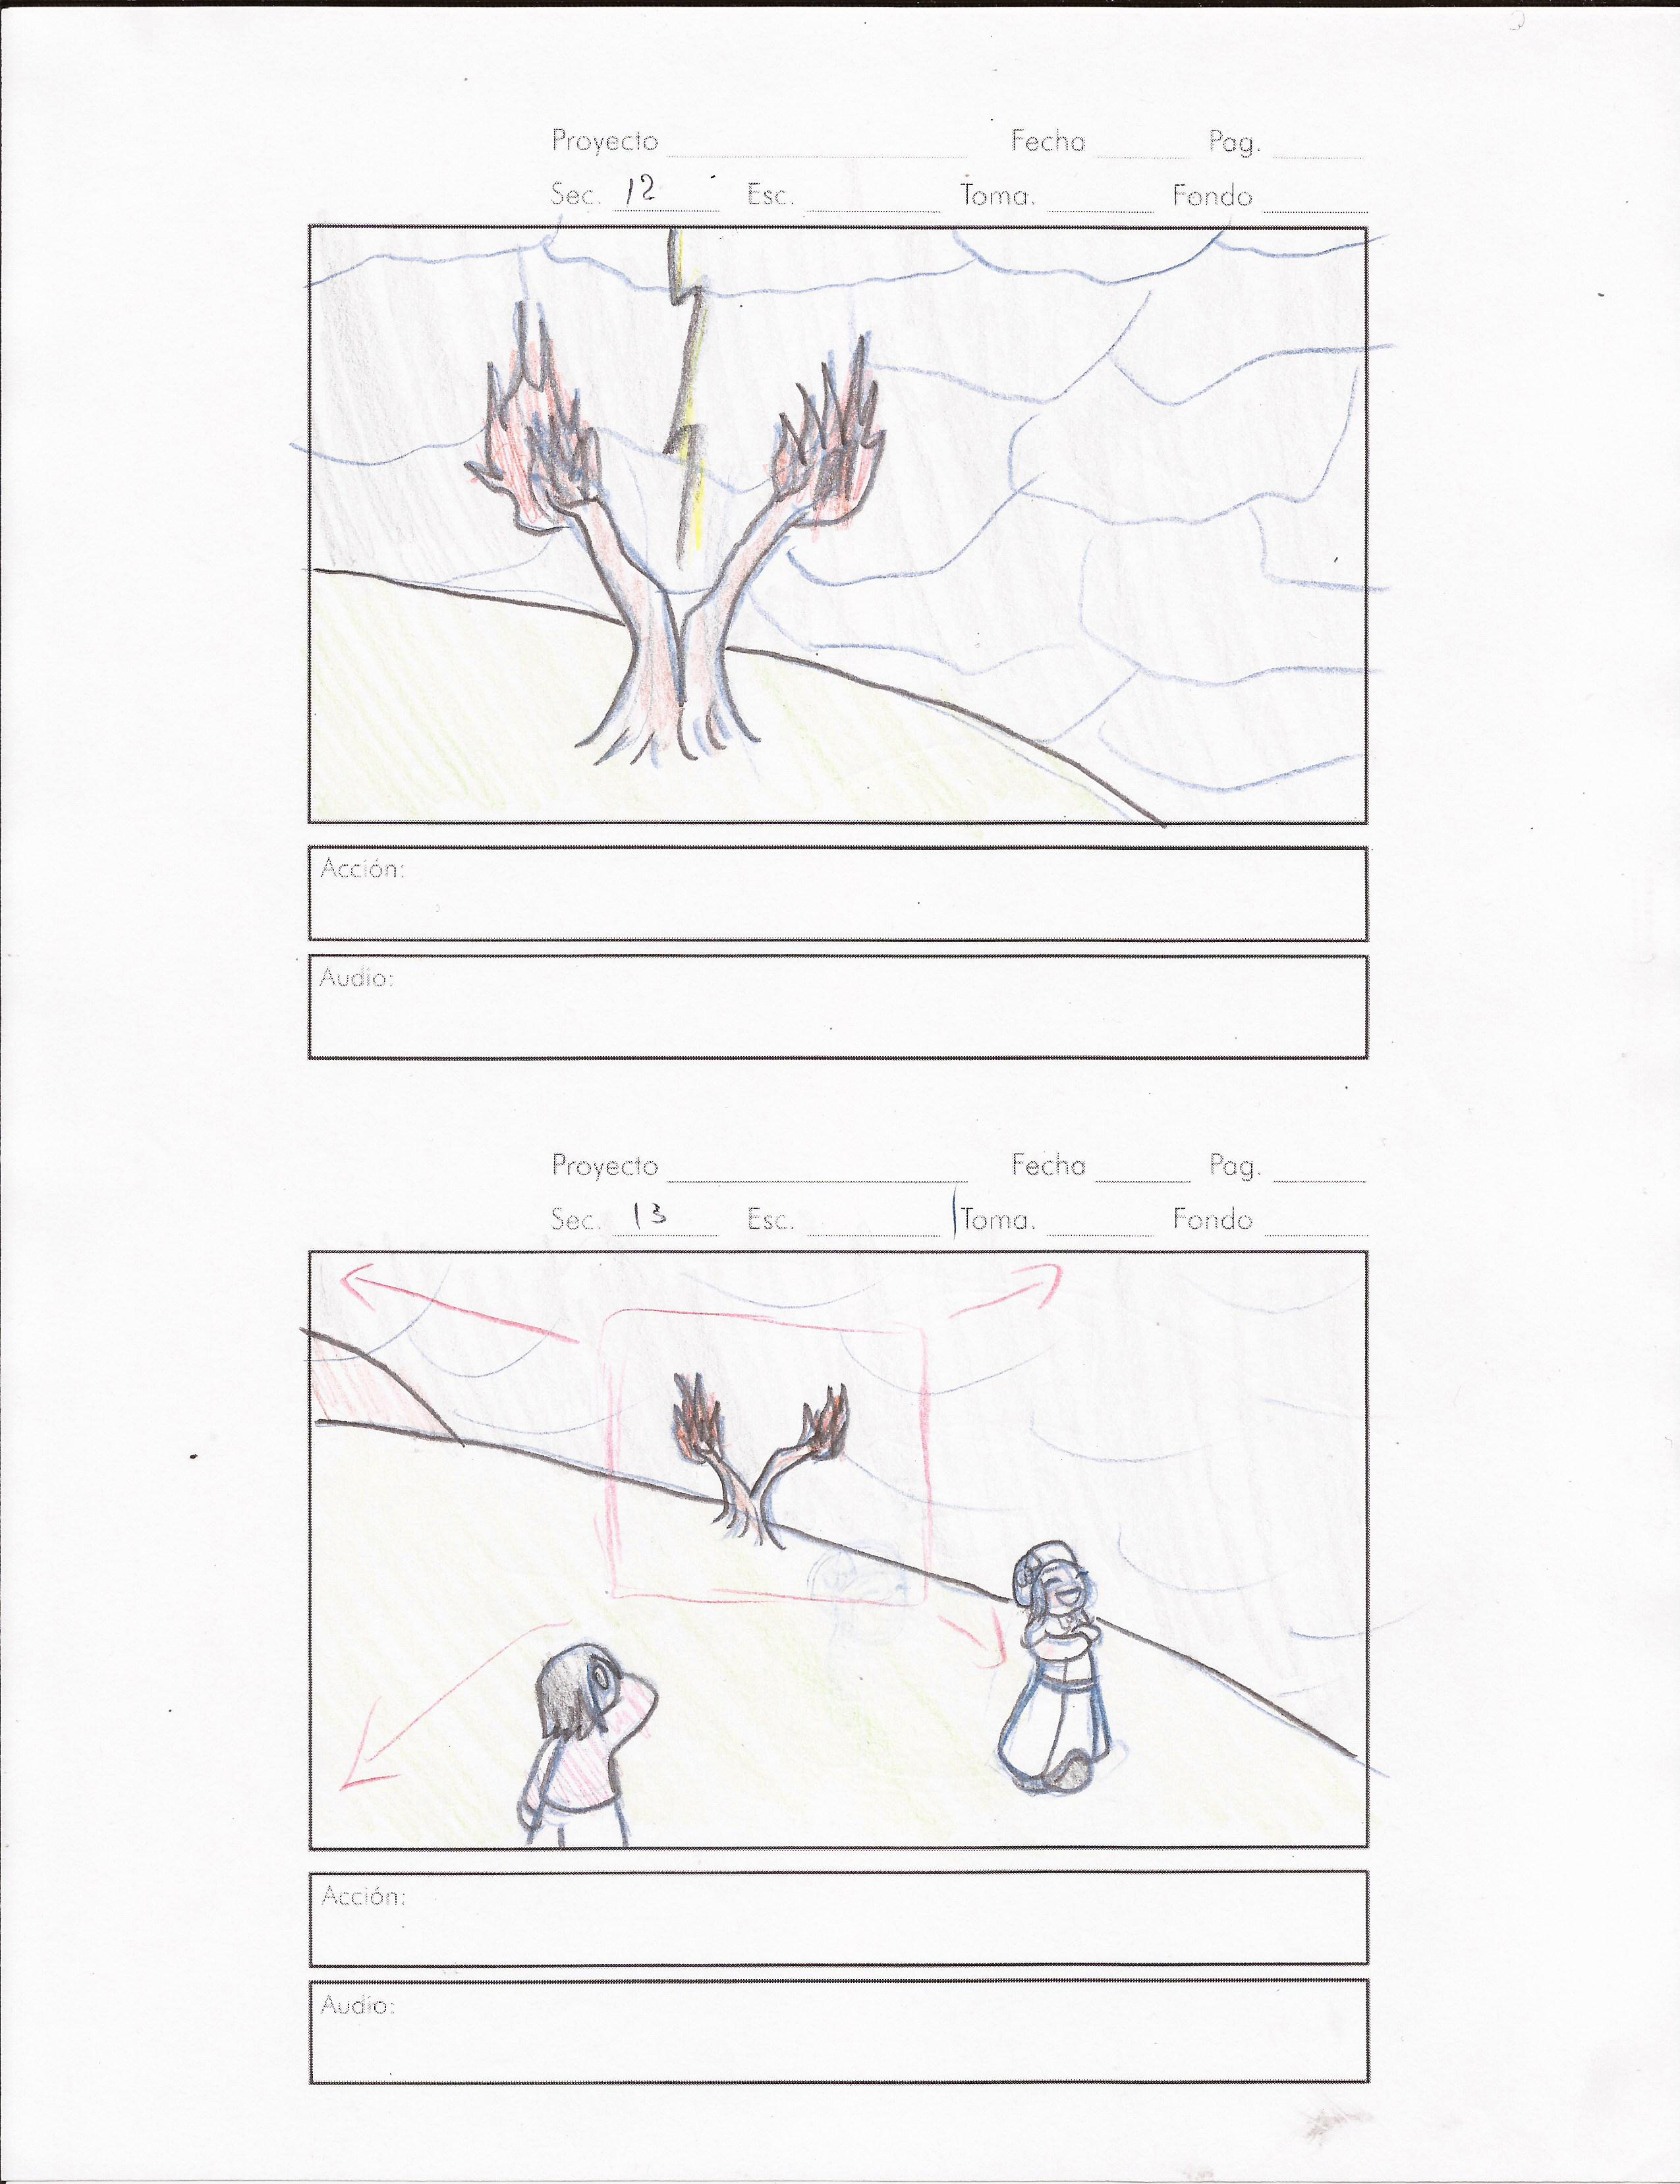 Proyecto Fecha Pag.
Sec. 12 Esc. Toma. Fondo
Acción:
Audio:
Proyecto Fecha Pag.
Sec. 13 Esc. Toma. Fondo
Acción:
Audio: